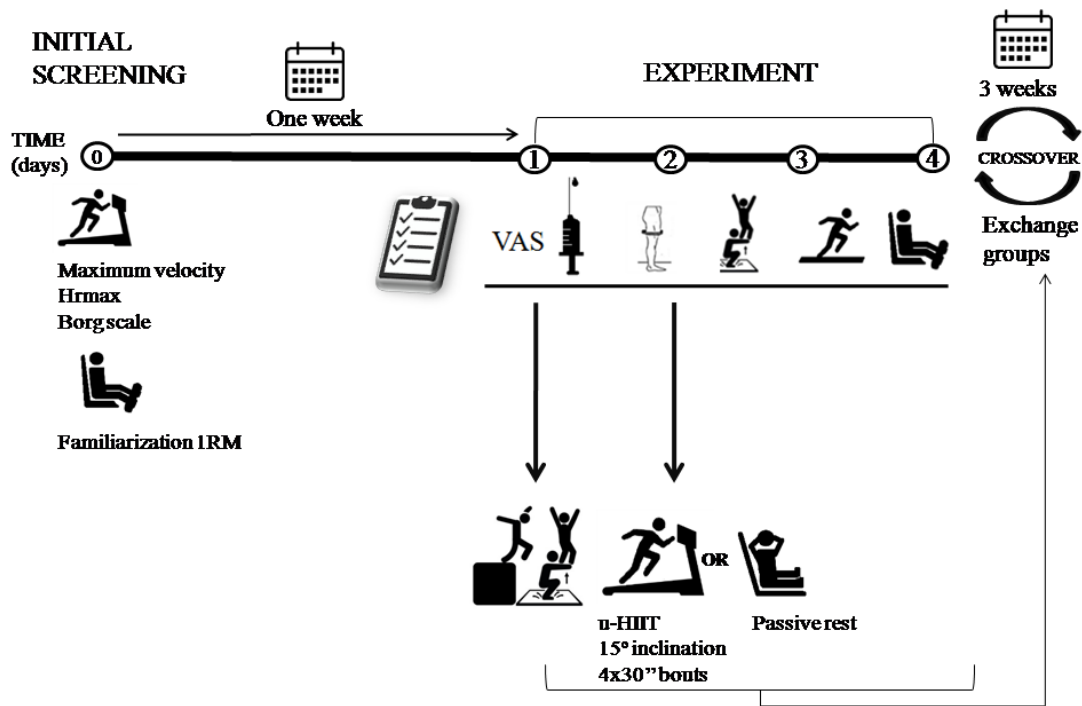 INITIAL
SCREENING
One week
EXPERIMENT
3 weeks
TIME
(days)
0
1
2
3
4
CROSSOVER
Exchange
groups
VAS
Maximum velocity
Hrmax
Borg scale
Familiarization 1RM
OR
u-HIIT
15º inclination
4x30” bouts
Passive rest